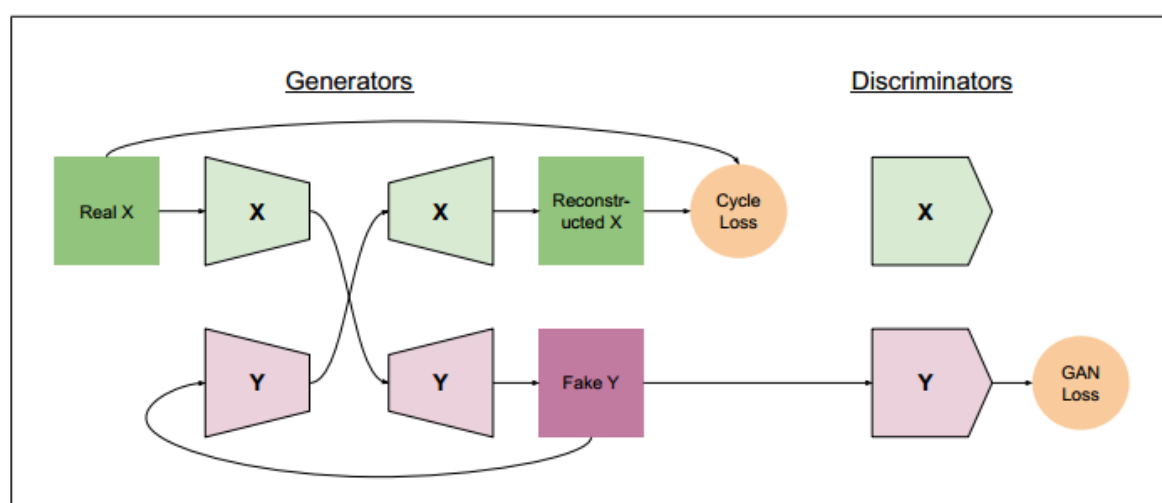 Generators
Discriminators
Real X
X
X
Reconstr-
ucted X
Cycle
Loss
X
Y
Y
Fake Y
Y
GAN
Loss